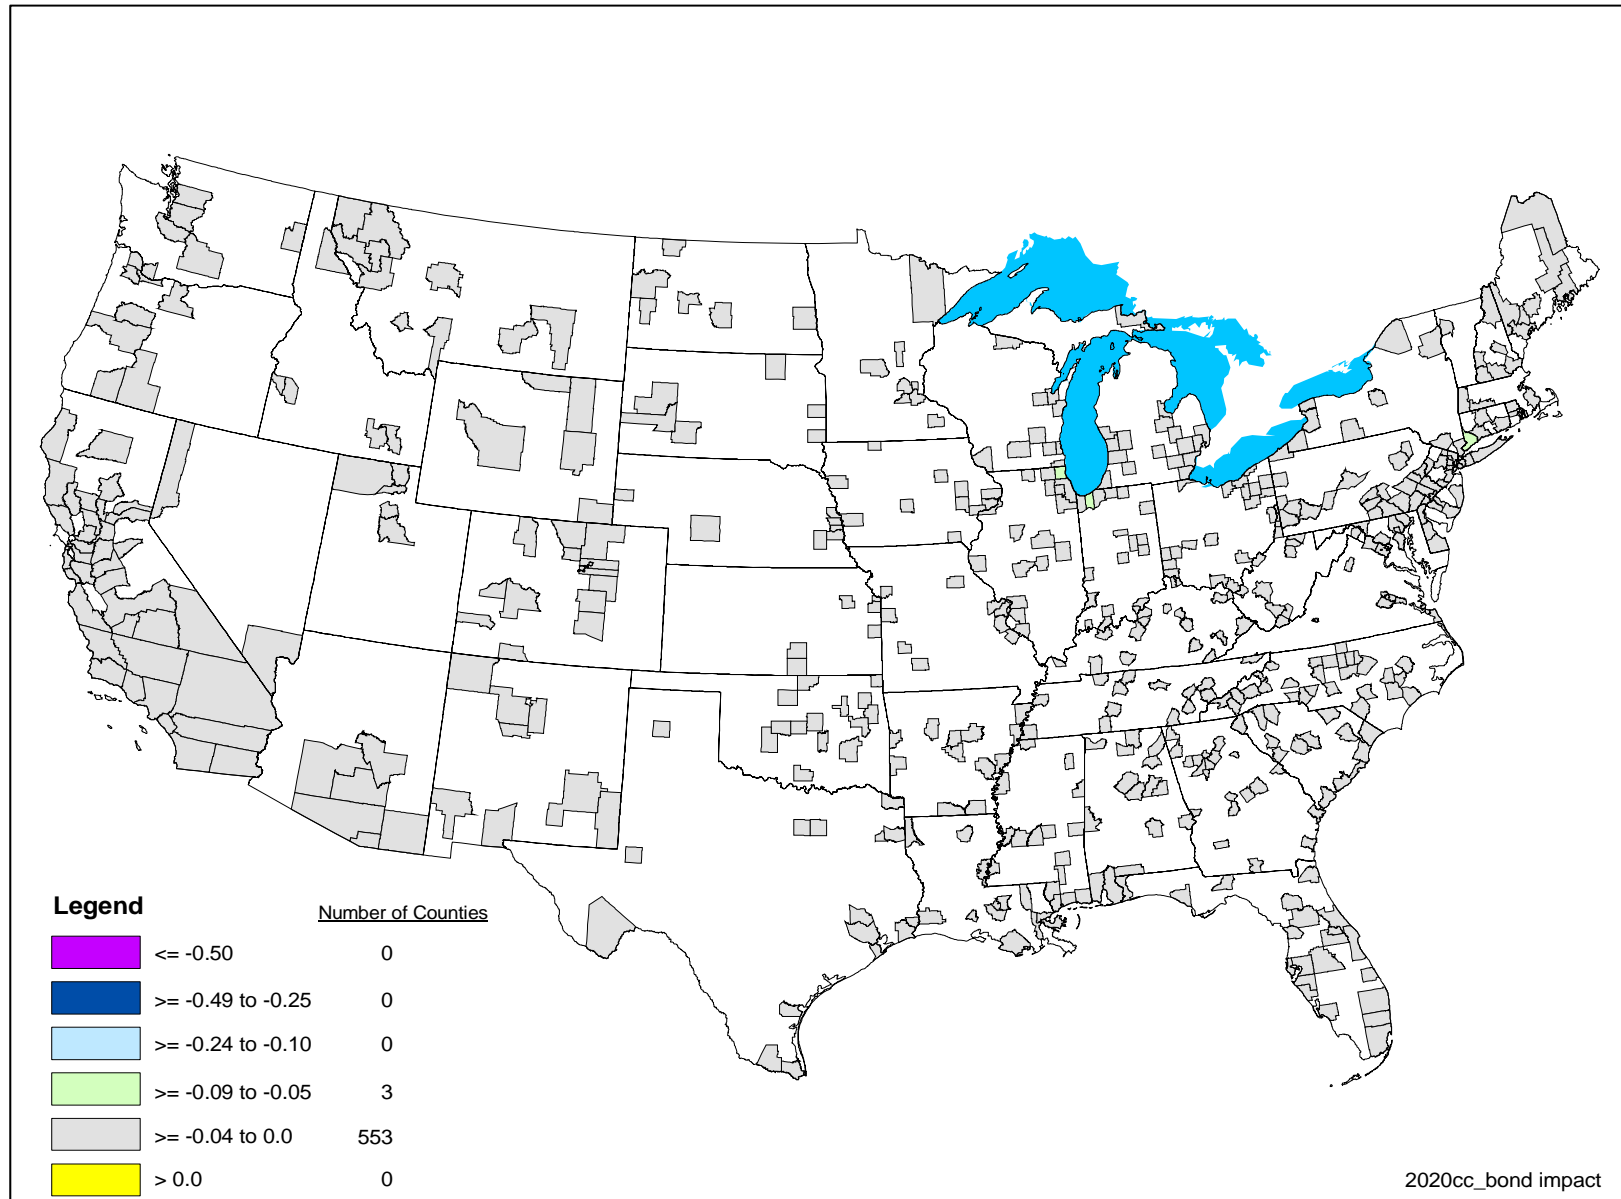 Legend
Number of Counties
<= -0.50 0
>= -0.49 to -0.25 0
>= -0.24 to -0.10 0
>= -0.09 to -0.05 3
>= -0.04 to 0.0 553
> 0.0 0
2020cc_bond impact